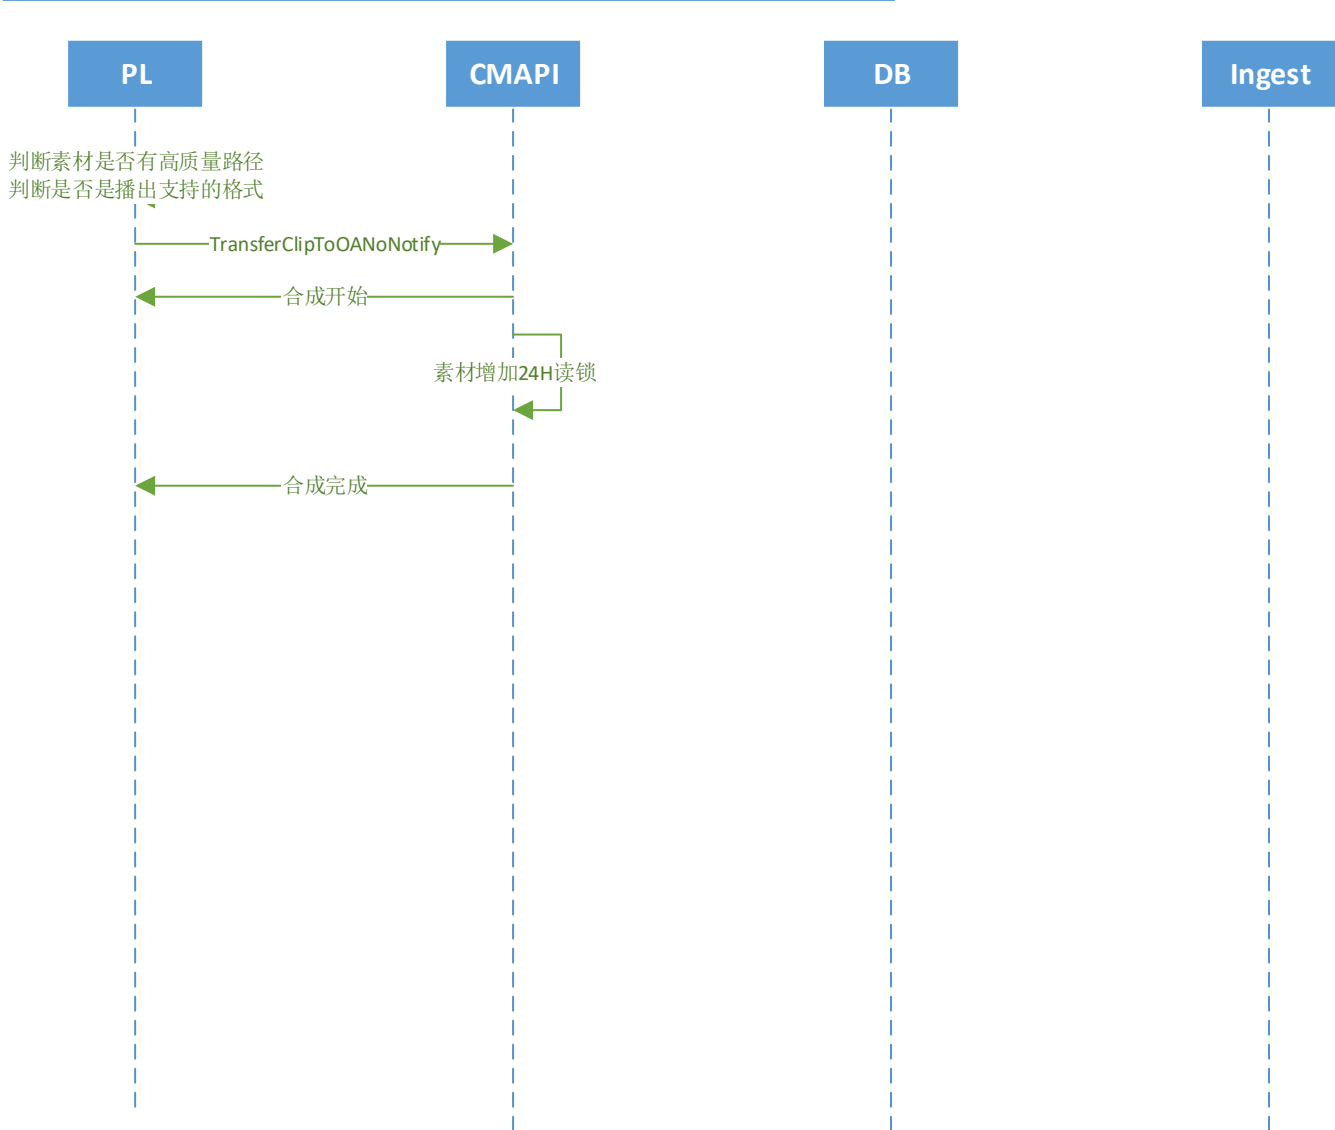 PL
CMAPI
DB
Ingest
判断素材是否有高质量路径
判断是否是播出支持的格式
TransferClipToOANoNotify
合成开始
素材增加24H读锁
合成完成